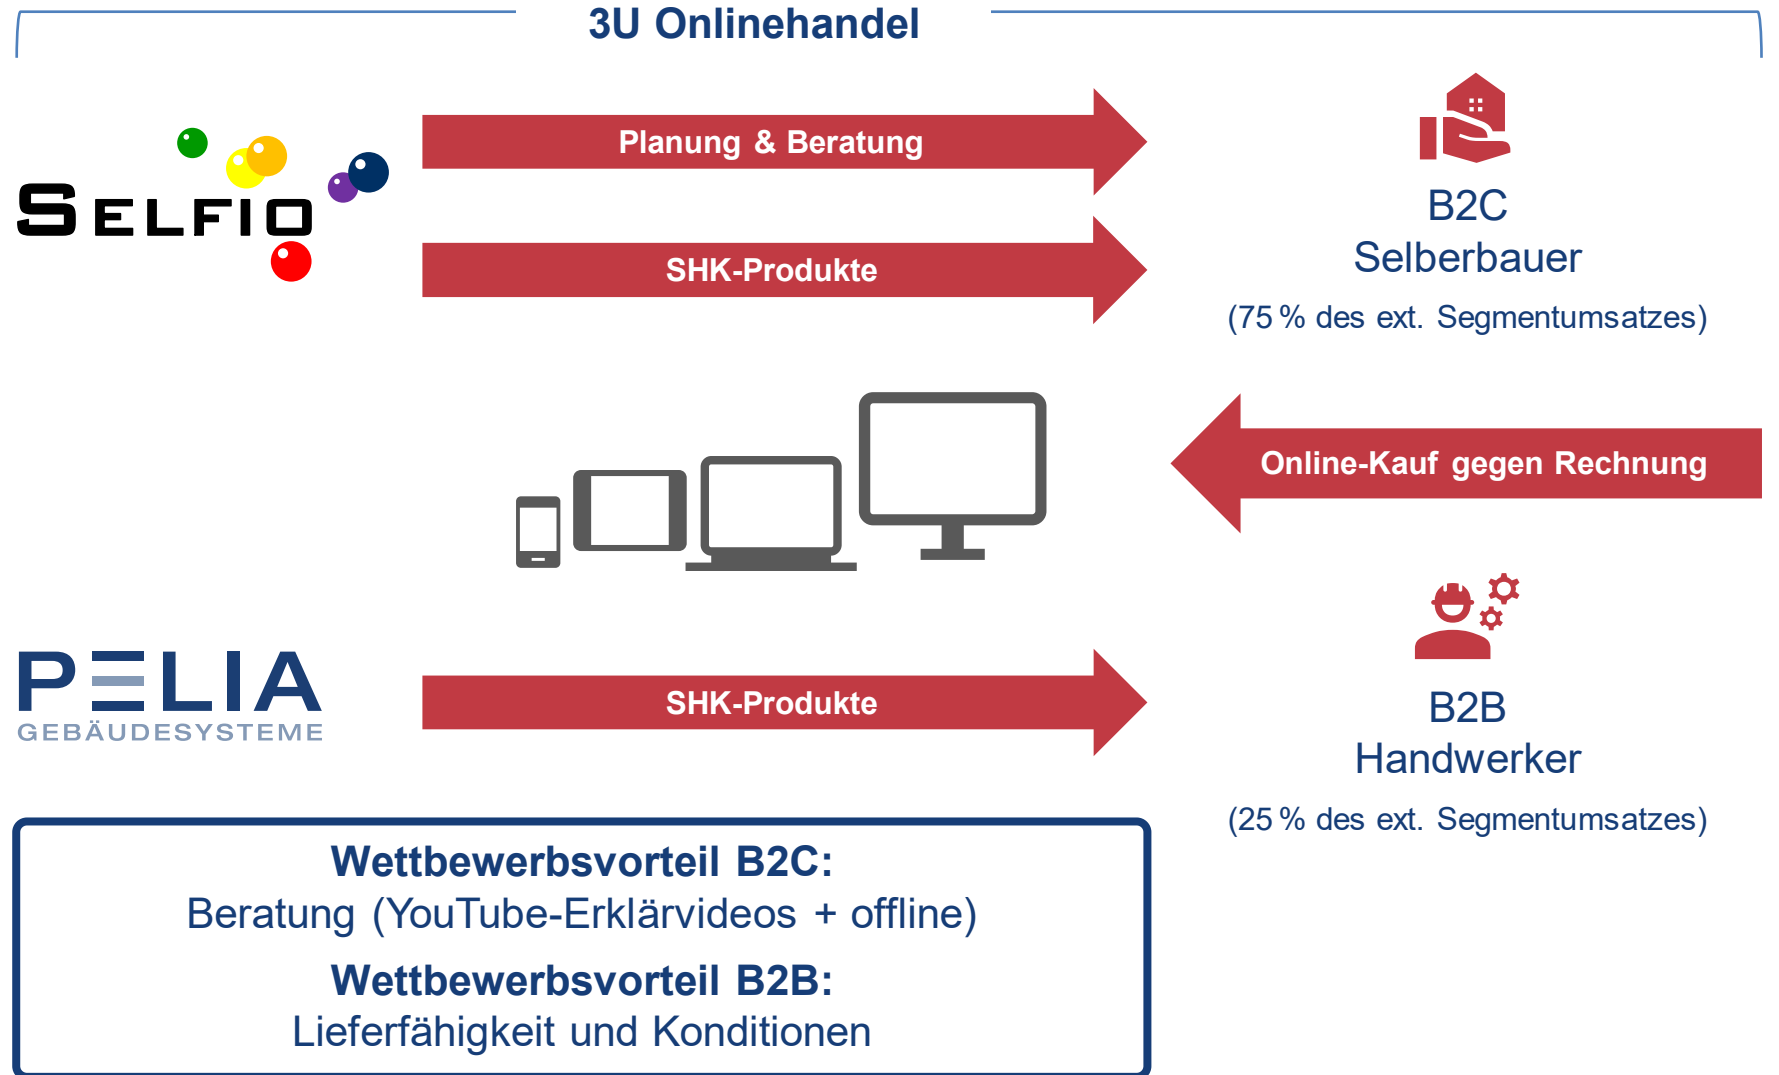 3U Onlinehandel
SELFIO
Planung & Beratung
SHK-Produkte
B2C
Selberbauer
(75 % des ext. Segmentumsatzes)
Online-Kauf gegen Rechnung
PELIA
GEBÄUDESYSTEME
SHK-Produkte
B2B
Handwerker
(25 % des ext. Segmentumsatzes)
Wettbewerbsvorteil B2C:
Beratung (YouTube-Erklärvideos + offline)
Wettbewerbsvorteil B2B:
Lieferfähigkeit und Konditionen